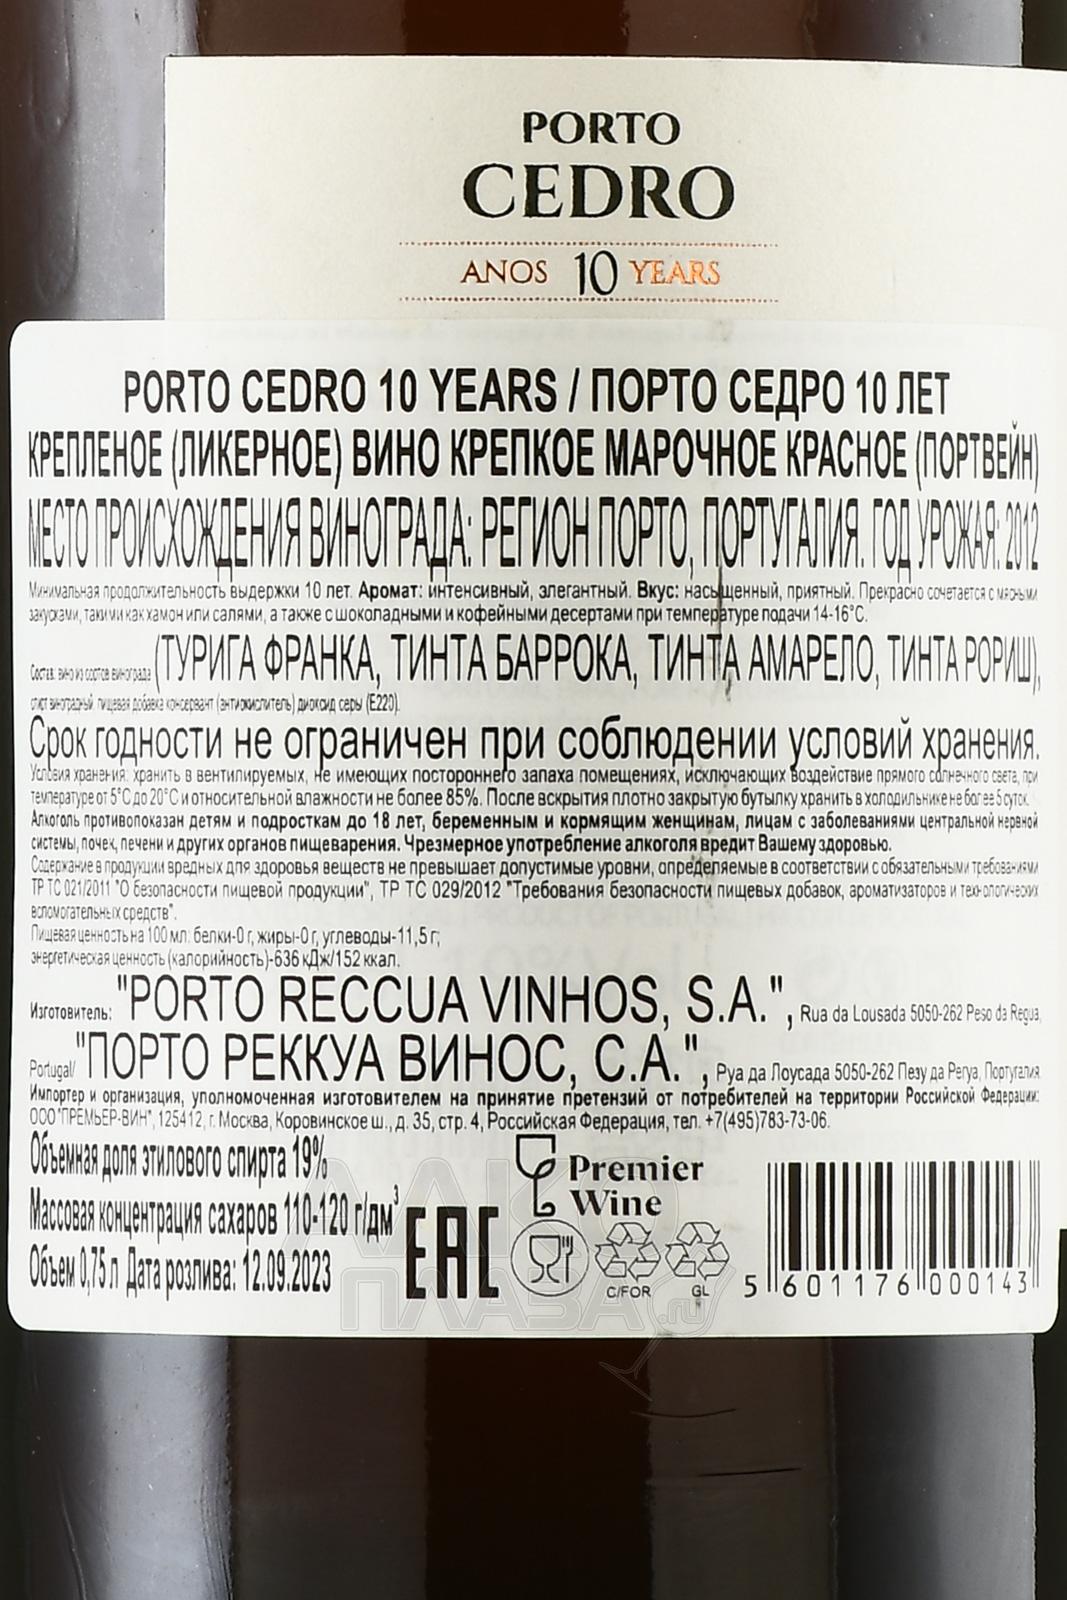 PORTO
CEDRO
ANOS 10 YEARS
PORTO CEDRO 10 YEARS / ПОРТО СЕДРО 10 ЛЕТ
КРЕПЛЕНОЕ (ЛИКЕРНОЕ) ВИНО КРЕПКОЕ МАРОЧНОЕ КРАСНОЕ (ПОРТВЕЙН)
МЕСТО ПРОИСХОЖДЕНИЯ ВИНОГРАДА: РЕГИОН ПОРТО, ПОРТУГАЛИЯ. ГОД УРОЖАЯ: 2012
Минимальная продолжительность выдержки 10 лет. Аромат: интенсивный, элегантный. Вкус: насыщенный, приятный. Прекрасно сочетается с мясными
закусками, такими как хамон или салями, а также с шоколадными и кофейными десертами при температуре подачи 14-16°С.
Состав: вино из сортов винограда (ТУРИГА ФРАНКА, ТИНТА БАРРОКА, ТИНТА АМАРЕЛО, ТИНТА РОРИШ),
спирт виноградный, пищевая добавка консервант (антиокислитель) диоксид серы (Е220).
Срок годности не ограничен при соблюдении условий хранения.
Условия хранения: хранить в вентилируемых, не имеющих постороннего запаха помещениях, исключающих воздействие прямого солнечного света, при
температуре от 5°С до 20°С и относительной влажности не более 85%. После вскрытия плотно закрытую бутылку хранить в холодильнике не более 5 суток.
Алкоголь противопоказан детям и подросткам до 18 лет, беременным и кормящим женщинам, лицам с заболеваниями центральной нервной
системы, почек, печени и других органов пищеварения. Чрезмерное употребление алкоголя вредит Вашему здоровью.
Содержание в продукции вредных для здоровья веществ не превышает допустимые уровни, определяемые в соответствии с обязательными требованиями
ТР ТС 021/2011 "О безопасности пищевой продукции", ТР ТС 029/2012 "Требования безопасности пищевых добавок, ароматизаторов и технологических
вспомогательных средств".
Пищевая ценность на 100 мл: белки-0 г, жиры-0 г, углеводы-11,5 г;
энергетическая ценность (калорийность)-636 кДж/152 ккал.
Изготовитель: "PORTO RECCUA VINHOS, S.A.", Rua da Lousada 5050-262 Peso da Regua,
Portugal/ "ПОРТО РЕККУА ВИНОС, С.А.", Руа да Лоусада 5050-262 Пезу да Регуа, Португалия
Импортер и организация, уполномоченная изготовителем на принятие претензий от потребителей на территории Российской Федерации:
ООО "ПРЕМЬЕР-ВИН", 125412, г. Москва, Коровинское ш., д. 35, стр. 4, Российская Федерация, тел. +7(495)783-73-06.
Объемная доля этилового спирта 19%
Массовая концентрация сахаров 110-120 г/дм³
Объем 0,75 л Дата розлива: 12.09.2023
EAC
Premier
Wine
C/FOR
GL
5 601176 000143
АЛКО
ПЛАЗА.ru